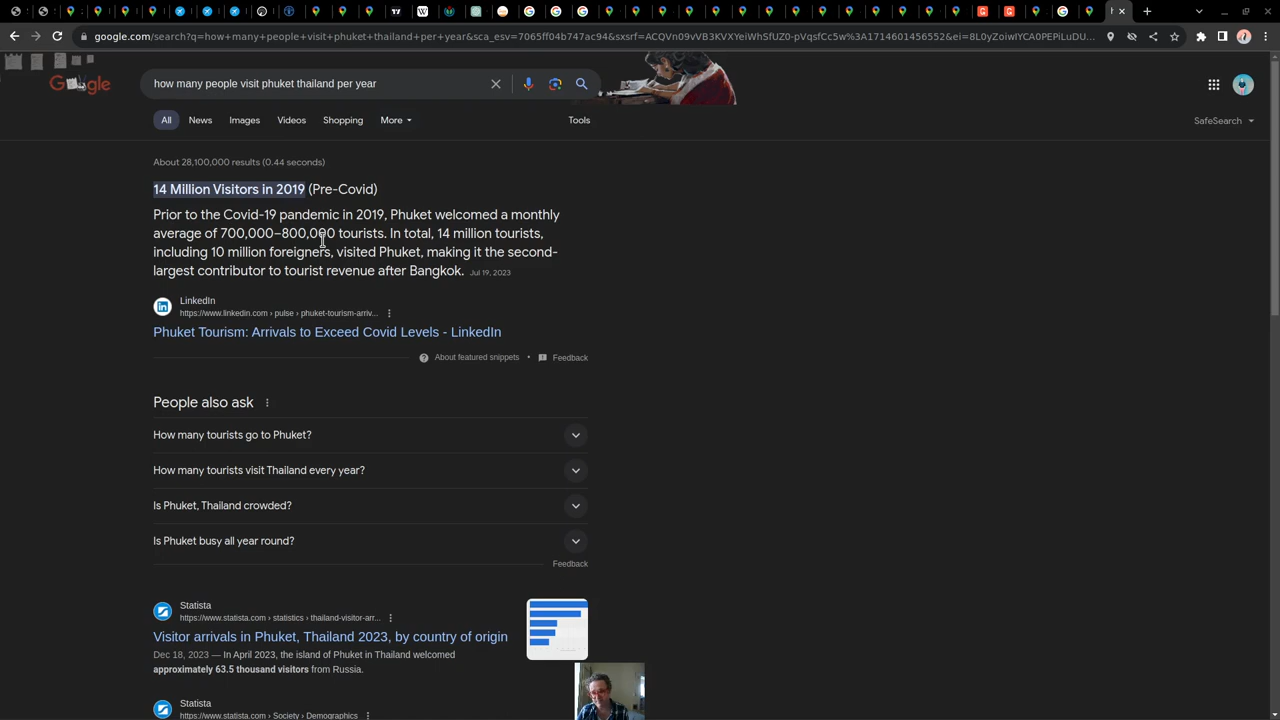 google.com/search?q=how+many+people+visit+phuket+thailand+per+year&sca_esv=7065ff04b747ac94&sxsrf=ACQVn09vVB3KVXYeiWhSfUZ0-pVqsfCc5w%3A1714601456552&ei=8L0yZoiwIYCA0PEPiLuDU...
Google
how many people visit phuket thailand per year
All News Images Videos Shopping More Tools SafeSearch
About 28,100,000 results (0.44 seconds)
14 Million Visitors in 2019 (Pre-Covid)
Prior to the Covid-19 pandemic in 2019, Phuket welcomed a monthly
average of 700,000–800,000 tourists. In total, 14 million tourists,
including 10 million foreigners, visited Phuket, making it the second-
largest contributor to tourist revenue after Bangkok. Jul 19, 2023
LinkedIn
https://www.linkedin.com › pulse › phuket-tourism-arriv...
Phuket Tourism: Arrivals to Exceed Covid Levels - LinkedIn
About featured snippets • Feedback
People also ask
How many tourists go to Phuket?
How many tourists visit Thailand every year?
Is Phuket, Thailand crowded?
Is Phuket busy all year round?
Feedback
Statista
https://www.statista.com › statistics › thailand-visitor-arr...
Visitor arrivals in Phuket, Thailand 2023, by country of origin
Dec 18, 2023 — In April 2023, the island of Phuket in Thailand welcomed
approximately 63.5 thousand visitors from Russia.
Statista
https://www.statista.com › Society › Demographics